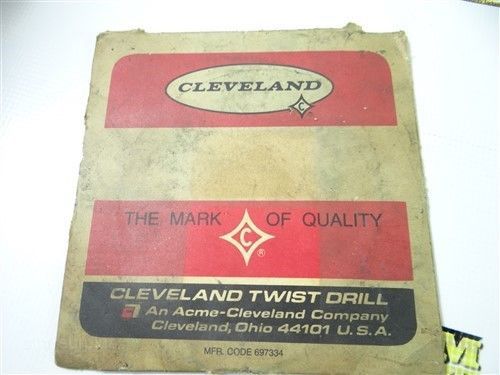 CLEVELAND
C
THE MARK C OF QUALITY
®
CLEVELAND TWIST DRILL
An Acme-Cleveland Company
Cleveland, Ohio 44101 U.S.A.
MFR. CODE 697334